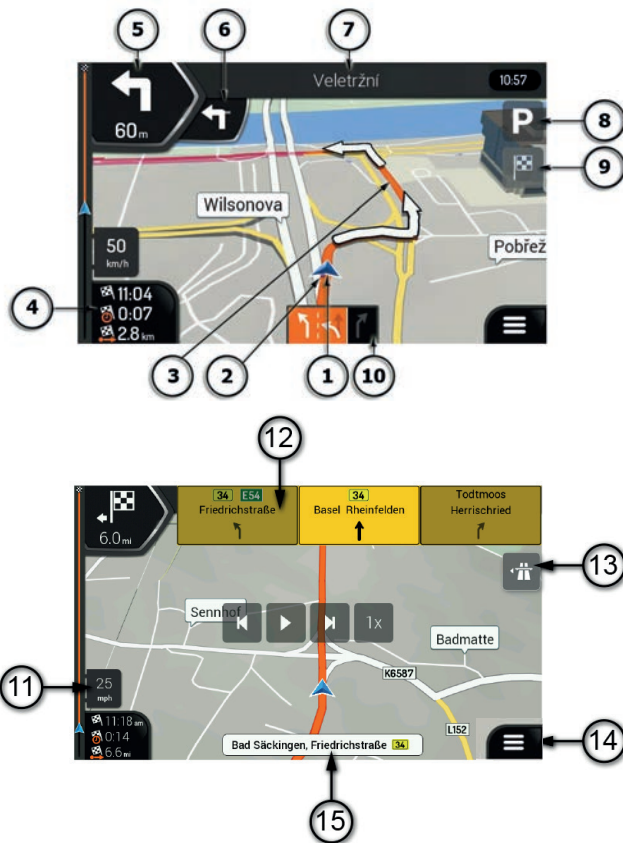 5
6
7
Veletržní
10:57
60 m
P
8
9
Wilsonova
50
km/h
Pobřež
4
11:04
0:07
2.8 km
3
2
1
10
12
34 E54
Friedrichstraße
34
Basel Rheinfelden
Todtmoos
Herrischried
6.0 mi
13
Sennhof
1x
Badmatte
11
25
mph
K6587
11:18 am
0:14
6.6 mi
L152
14
Bad Säckingen, Friedrichstraße 34
15